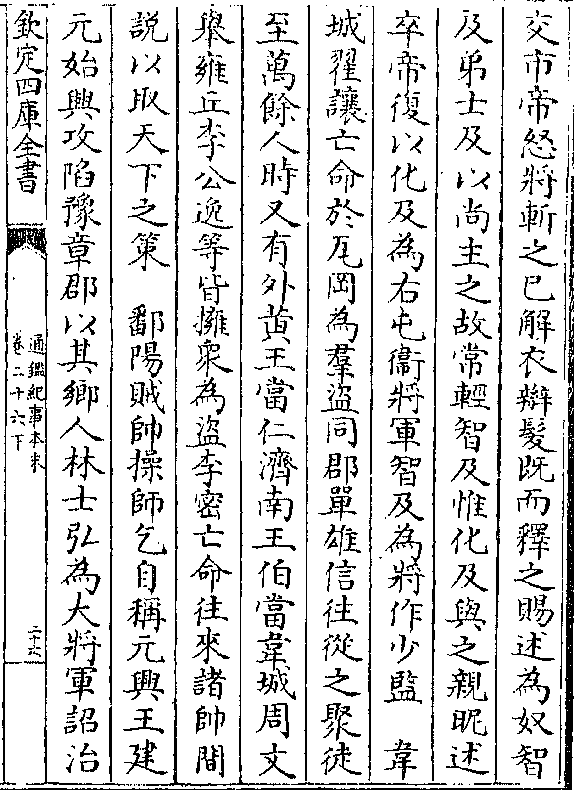 交市帝怒將斬之已解衣辮髮既而釋之賜述為奴智
及弟士及以尚主之故常輕智及惟化及與之親昵述
卒帝復以化及為右屯衞將軍智及為將作少監　韋
城翟讓亡命於瓦岡為羣盜同郡單雄信往從之聚徒
至萬餘人時又有外黄王當仁濟南王伯當韋城周文
舉雍丘李公逸等皆擁衆為盜李密亡命往來諸帥間
説以取天下之策　鄱陽賊帥操師乞自稱元興王建
元始興攻陷豫章郡以其鄉人林士弘為大將軍詔治
欽定四庫全書
通鑑紀事本末
卷二十六下
二十六